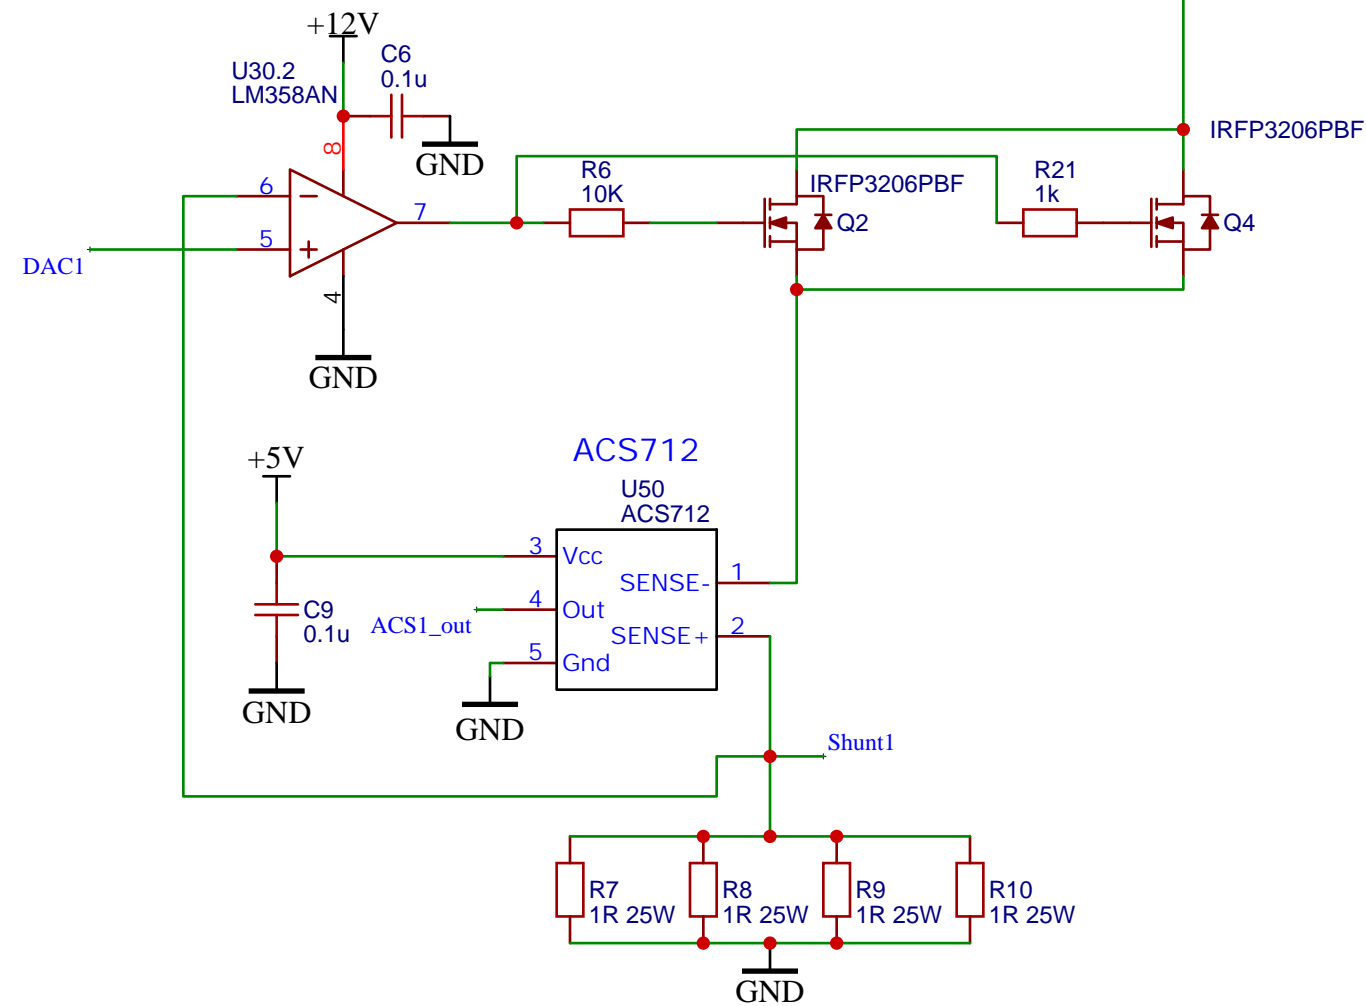 +12V
C6
0.1u
U30.2
LM358AN
GND
8
6
5
7
4
DAC1
GND
R6
10K
IRFP3206PBF
Q2
R21
1k
IRFP3206PBF
Q4
ACS712
U50
ACS712
+5V
3
Vcc
SENSE-
1
4
Out
SENSE+
2
5
Gnd
C9
0.1u
ACS1_out
GND
GND
Shunt1
R7
1R 25W
R8
1R 25W
R9
1R 25W
R10
1R 25W
GND